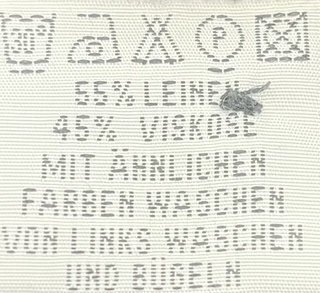 55% LEINEN
45% VISKOSE
MIT ÄHNLICHEN
FARBEN WASCHEN
VON LINKS WASCHEN
UND BÜGELN